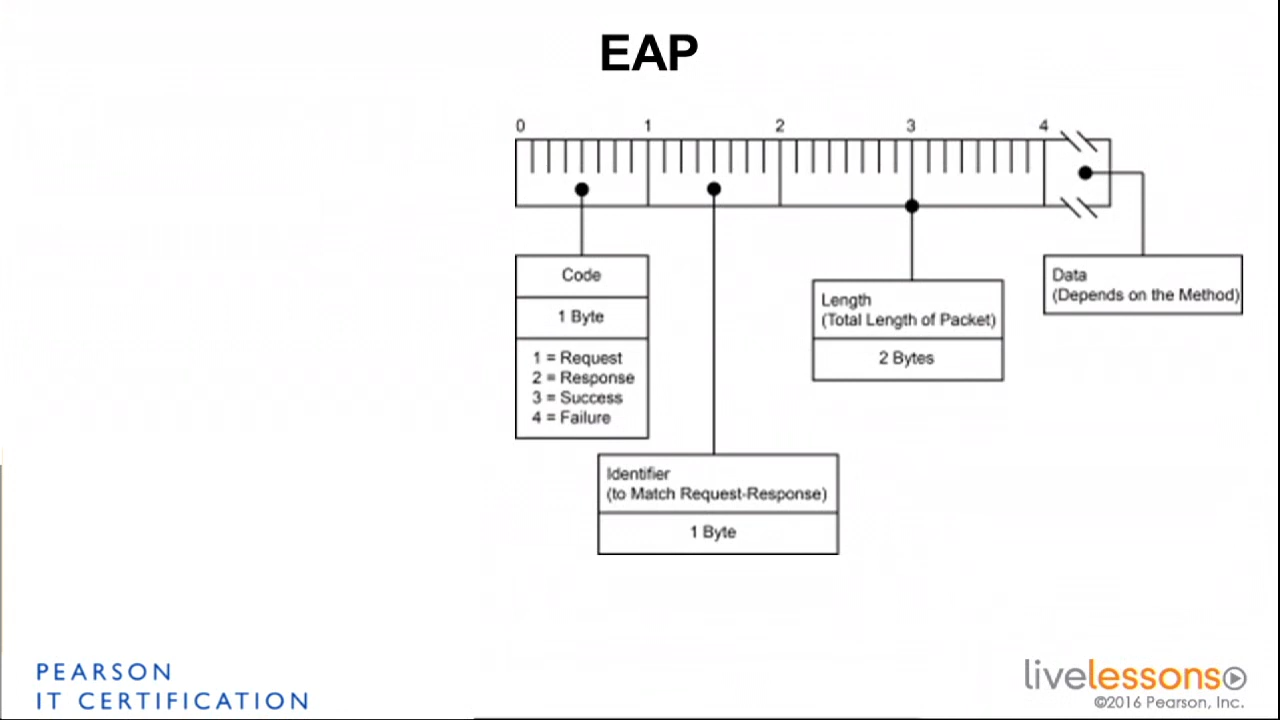 EAP
0 1 2 3 4
Code
1 Byte
1 = Request
2 = Response
3 = Success
4 = Failure
Identifier
(to Match Request-Response)
1 Byte
Length
(Total Length of Packet)
2 Bytes
Data
(Depends on the Method)
PEARSON
IT CERTIFICATION
livelessons
©2016 Pearson, Inc.